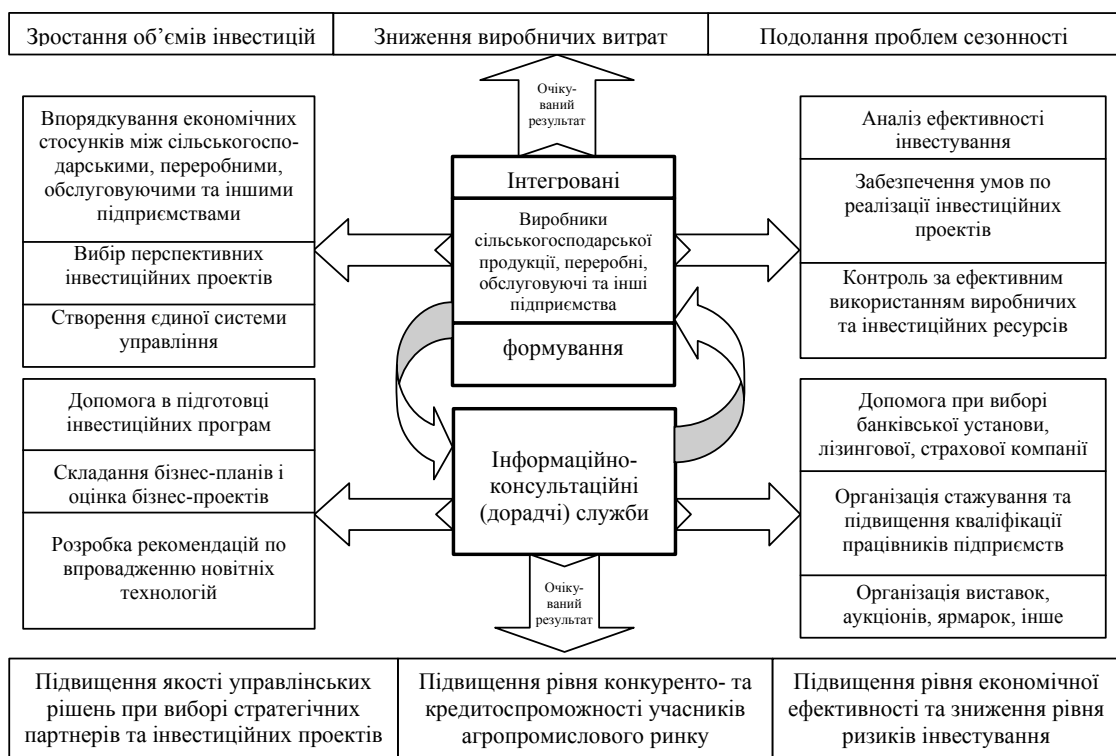 Зростання об’ємів інвестицій
Зниження виробничих витрат
Подолання проблем сезонності
Очіку-
ваний
результат
Впорядкування економічних
стосунків між сільськогоспо-
дарськими, переробними,
обслуговуючими та іншими
підприємствами
Вибір перспективних
інвестиційних проектів
Створення єдиної системи
управління
Інтегровані
Виробники
сільськогосподарської
продукції, переробні,
обслуговуючі та інші
підприємства
формування
Аналіз ефективності
інвестування
Забезпечення умов по
реалізації інвестиційних
проектів
Контроль за ефективним
використанням виробничих
та інвестиційних ресурсів
Допомога в підготовці
інвестиційних програм
Складання бізнес-планів і
оцінка бізнес-проектів
Розробка рекомендацій по
впровадженню новітніх
технологій
Інформаційно-
консультаційні
(дорадчі) служби
Допомога при виборі
банківської установи,
лізингової, страхової компанії
Організація стажування та
підвищення кваліфікації
працівників підприємств
Організація виставок,
аукціонів, ярмарок, інше
Очіку-
ваний
результат
Підвищення якості управлінських
рішень при виборі стратегічних
партнерів та інвестиційних проектів
Підвищення рівня конкуренто- та
кредитоспроможності учасників
агропромислового ринку
Підвищення рівня економічної
ефективності та зниження рівня
ризиків інвестування